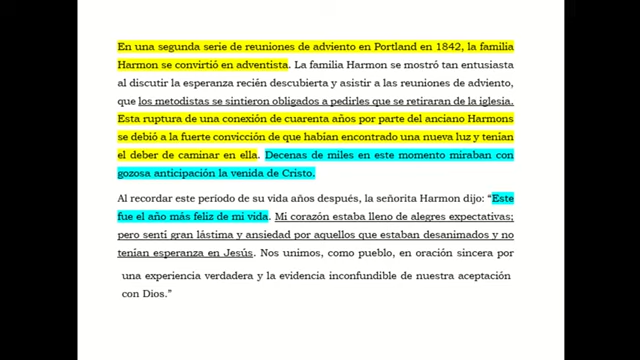 En una segunda serie de reuniones de adviento en Portland en 1842, la familia
Harmon se convirtió en adventista. La familia Harmon se mostró tan entusiasta
al discutir la esperanza recién descubierta y asistir a las reuniones de adviento,
que los metodistas se sintieron obligados a pedirles que se retiraran de la iglesia.
Esta ruptura de una conexión de cuarenta años por parte del anciano Harmons
se debió a la fuerte convicción de que habían encontrado una nueva luz y tenían
el deber de caminar en ella. Decenas de miles en este momento miraban con
gozosa anticipación la venida de Cristo.
Al recordar este período de su vida años después, la señorita Harmon dijo: “Este
fue el año más feliz de mi vida. Mi corazón estaba lleno de alegres expectativas;
pero sentí gran lástima y ansiedad por aquellos que estaban desanimados y no
tenían esperanza en Jesús. Nos unimos, como pueblo, en oración sincera por
una experiencia verdadera y la evidencia inconfundible de nuestra aceptación
con Dios.”